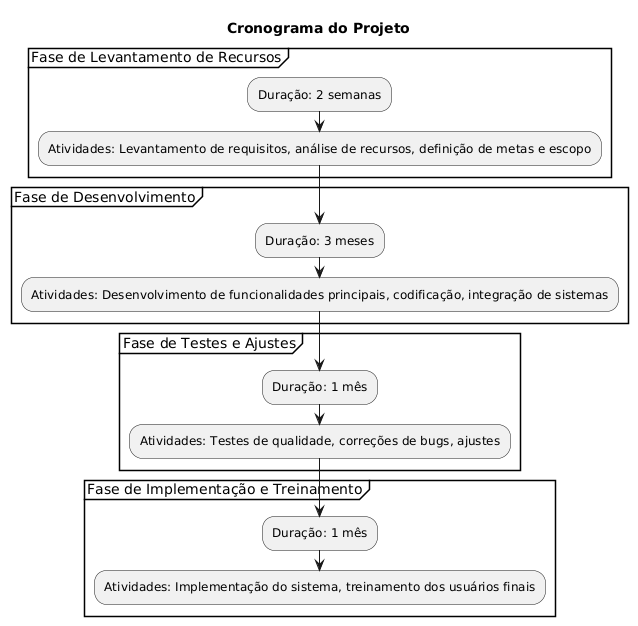 Cronograma do Projeto
Fase de Levantamento de Recursos
Duração: 2 semanas
Atividades: Levantamento de requisitos, análise de recursos, definição de metas e escopo
Fase de Desenvolvimento
Duração: 3 meses
Atividades: Desenvolvimento de funcionalidades principais, codificação, integração de sistemas
Fase de Testes e Ajustes
Duração: 1 mês
Atividades: Testes de qualidade, correções de bugs, ajustes
Fase de Implementação e Treinamento
Duração: 1 mês
Atividades: Implementação do sistema, treinamento dos usuários finais